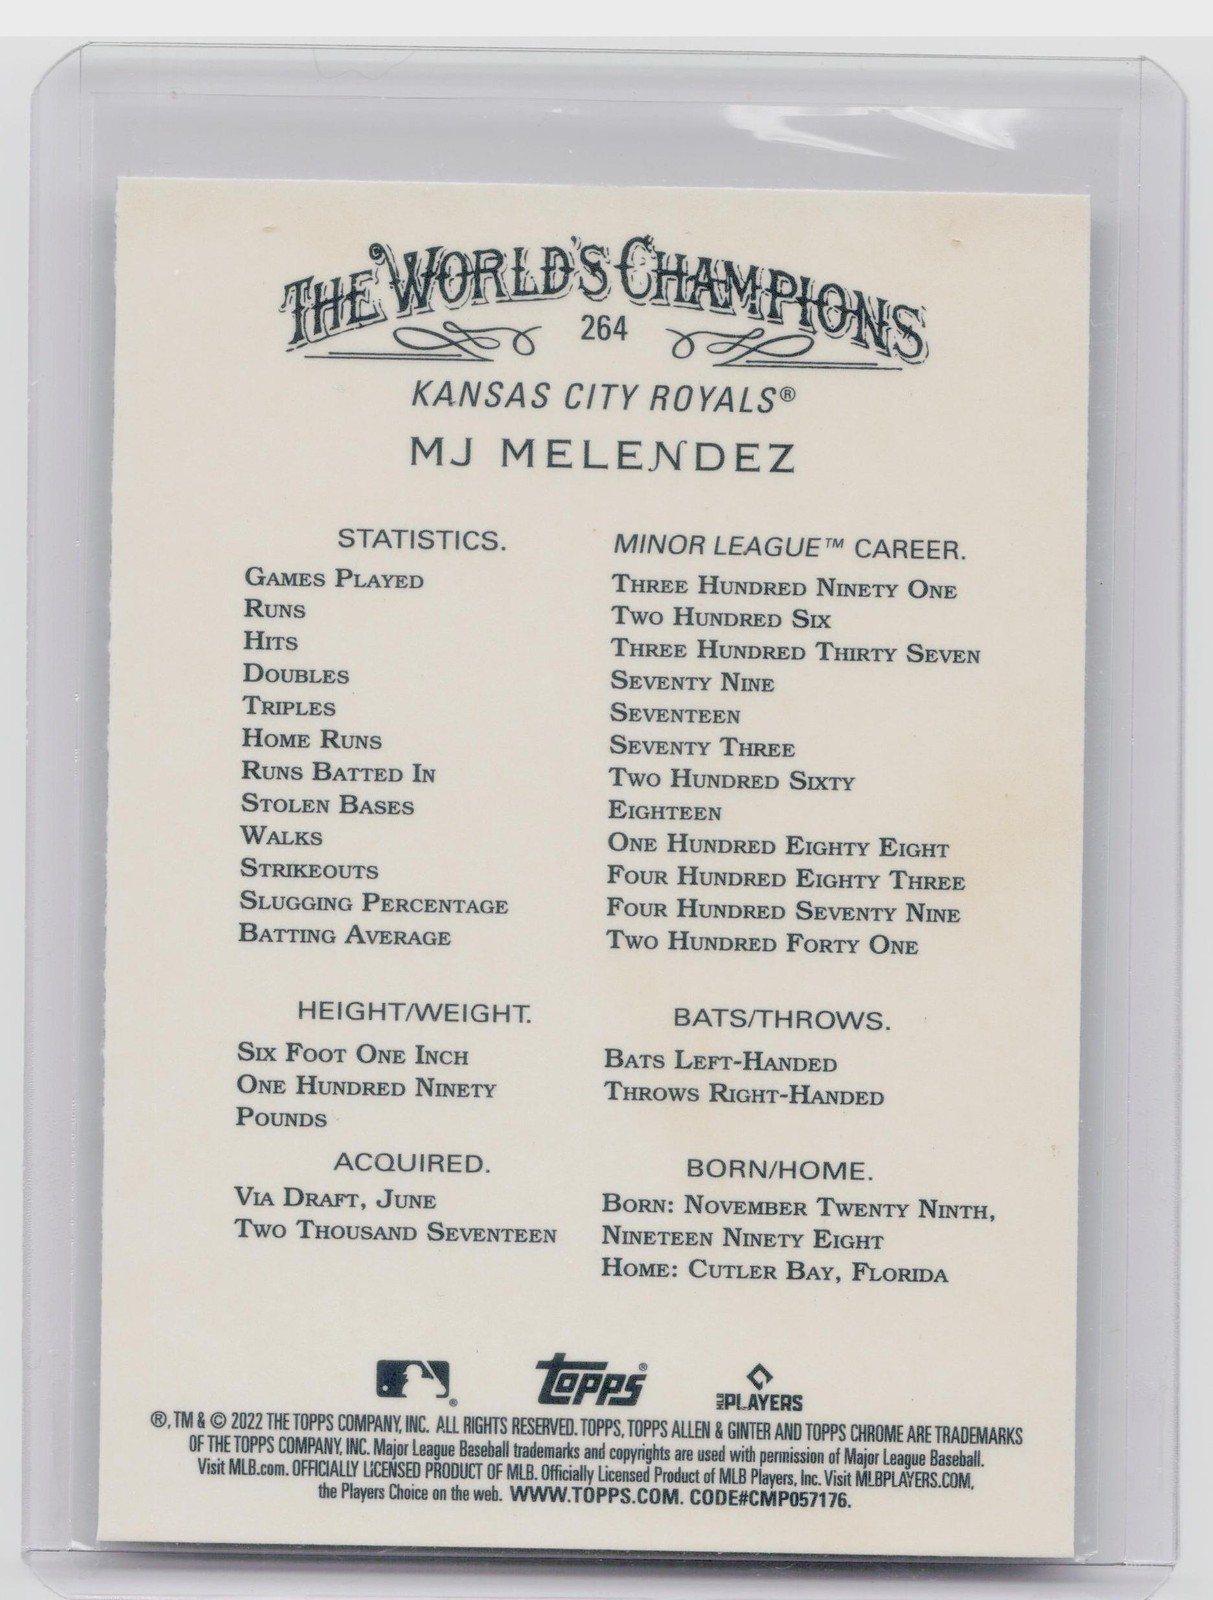 THE WORLD'S CHAMPIONS
264
KANSAS CITY ROYALS®
MJ MELENDEZ
STATISTICS. MINOR LEAGUE™ CAREER.
GAMES PLAYED THREE HUNDRED NINETY ONE
RUNS TWO HUNDRED SIX
HITS THREE HUNDRED THIRTY SEVEN
DOUBLES SEVENTY NINE
TRIPLES SEVENTEEN
HOME RUNS SEVENTY THREE
RUNS BATTED IN TWO HUNDRED SIXTY
STOLEN BASES EIGHTEEN
WALKS ONE HUNDRED EIGHTY EIGHT
STRIKEOUTS FOUR HUNDRED EIGHTY THREE
SLUGGING PERCENTAGE FOUR HUNDRED SEVENTY NINE
BATTING AVERAGE TWO HUNDRED FORTY ONE
HEIGHT/WEIGHT.
SIX FOOT ONE INCH
ONE HUNDRED NINETY
POUNDS
BATS/THROWS.
BATS LEFT-HANDED
THROWS RIGHT-HANDED
ACQUIRED.
VIA DRAFT, JUNE
TWO THOUSAND SEVENTEEN
BORN/HOME.
BORN: NOVEMBER TWENTY NINTH,
NINETEEN NINETY EIGHT
HOME: CUTLER BAY, FLORIDA
topps®
MLB PLAYERS
®, TM & © 2022 THE TOPPS COMPANY, INC. ALL RIGHTS RESERVED. TOPPS, TOPPS ALLEN & GINTER AND TOPPS CHROME ARE TRADEMARKS
OF THE TOPPS COMPANY, INC. Major League Baseball trademarks and copyrights are used with permission of Major League Baseball.
Visit MLB.com. OFFICIALLY LICENSED PRODUCT OF MLB. Officially Licensed Product of MLB Players, Inc. Visit MLBPLAYERS.COM,
the Players Choice on the web. WWW.TOPPS.COM. CODE#CMP057176.